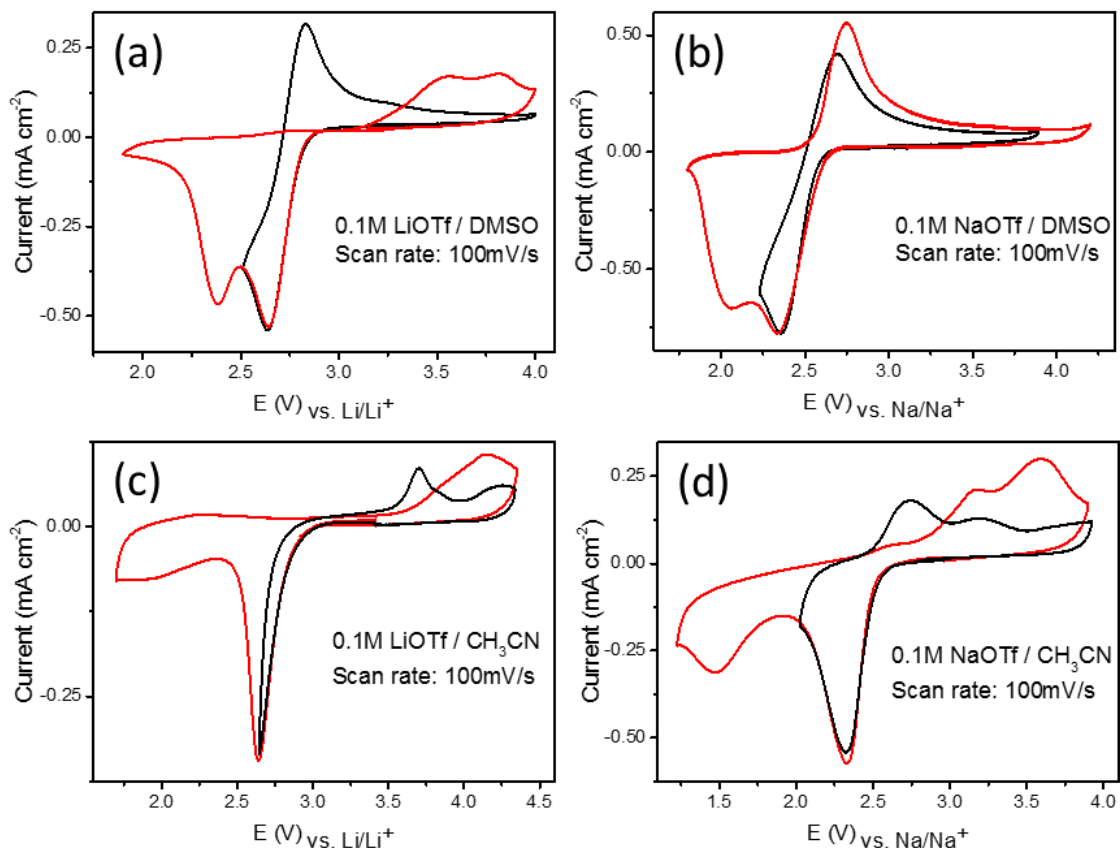 (a)
0.25
0.00
-0.25
-0.50
Current (mA cm⁻²)
0.1M LiOTf / DMSO
Scan rate: 100mV/s
2.0 2.5 3.0 3.5 4.0
E (V) vs. Li/Li⁺
(b)
0.50
0.00
-0.50
Current (mA cm⁻²)
0.1M NaOTf / DMSO
Scan rate: 100mV/s
2.0 2.5 3.0 3.5 4.0
E (V) vs. Na/Na⁺
(c)
0.00
-0.25
Current (mA cm⁻²)
0.1M LiOTf / CH₃CN
Scan rate: 100mV/s
2.0 2.5 3.0 3.5 4.0 4.5
E (V) vs. Li/Li⁺
(d)
0.25
0.00
-0.25
-0.50
Current (mA cm⁻²)
0.1M NaOTf / CH₃CN
Scan rate: 100mV/s
1.5 2.0 2.5 3.0 3.5 4.0
E (V) vs. Na/Na⁺